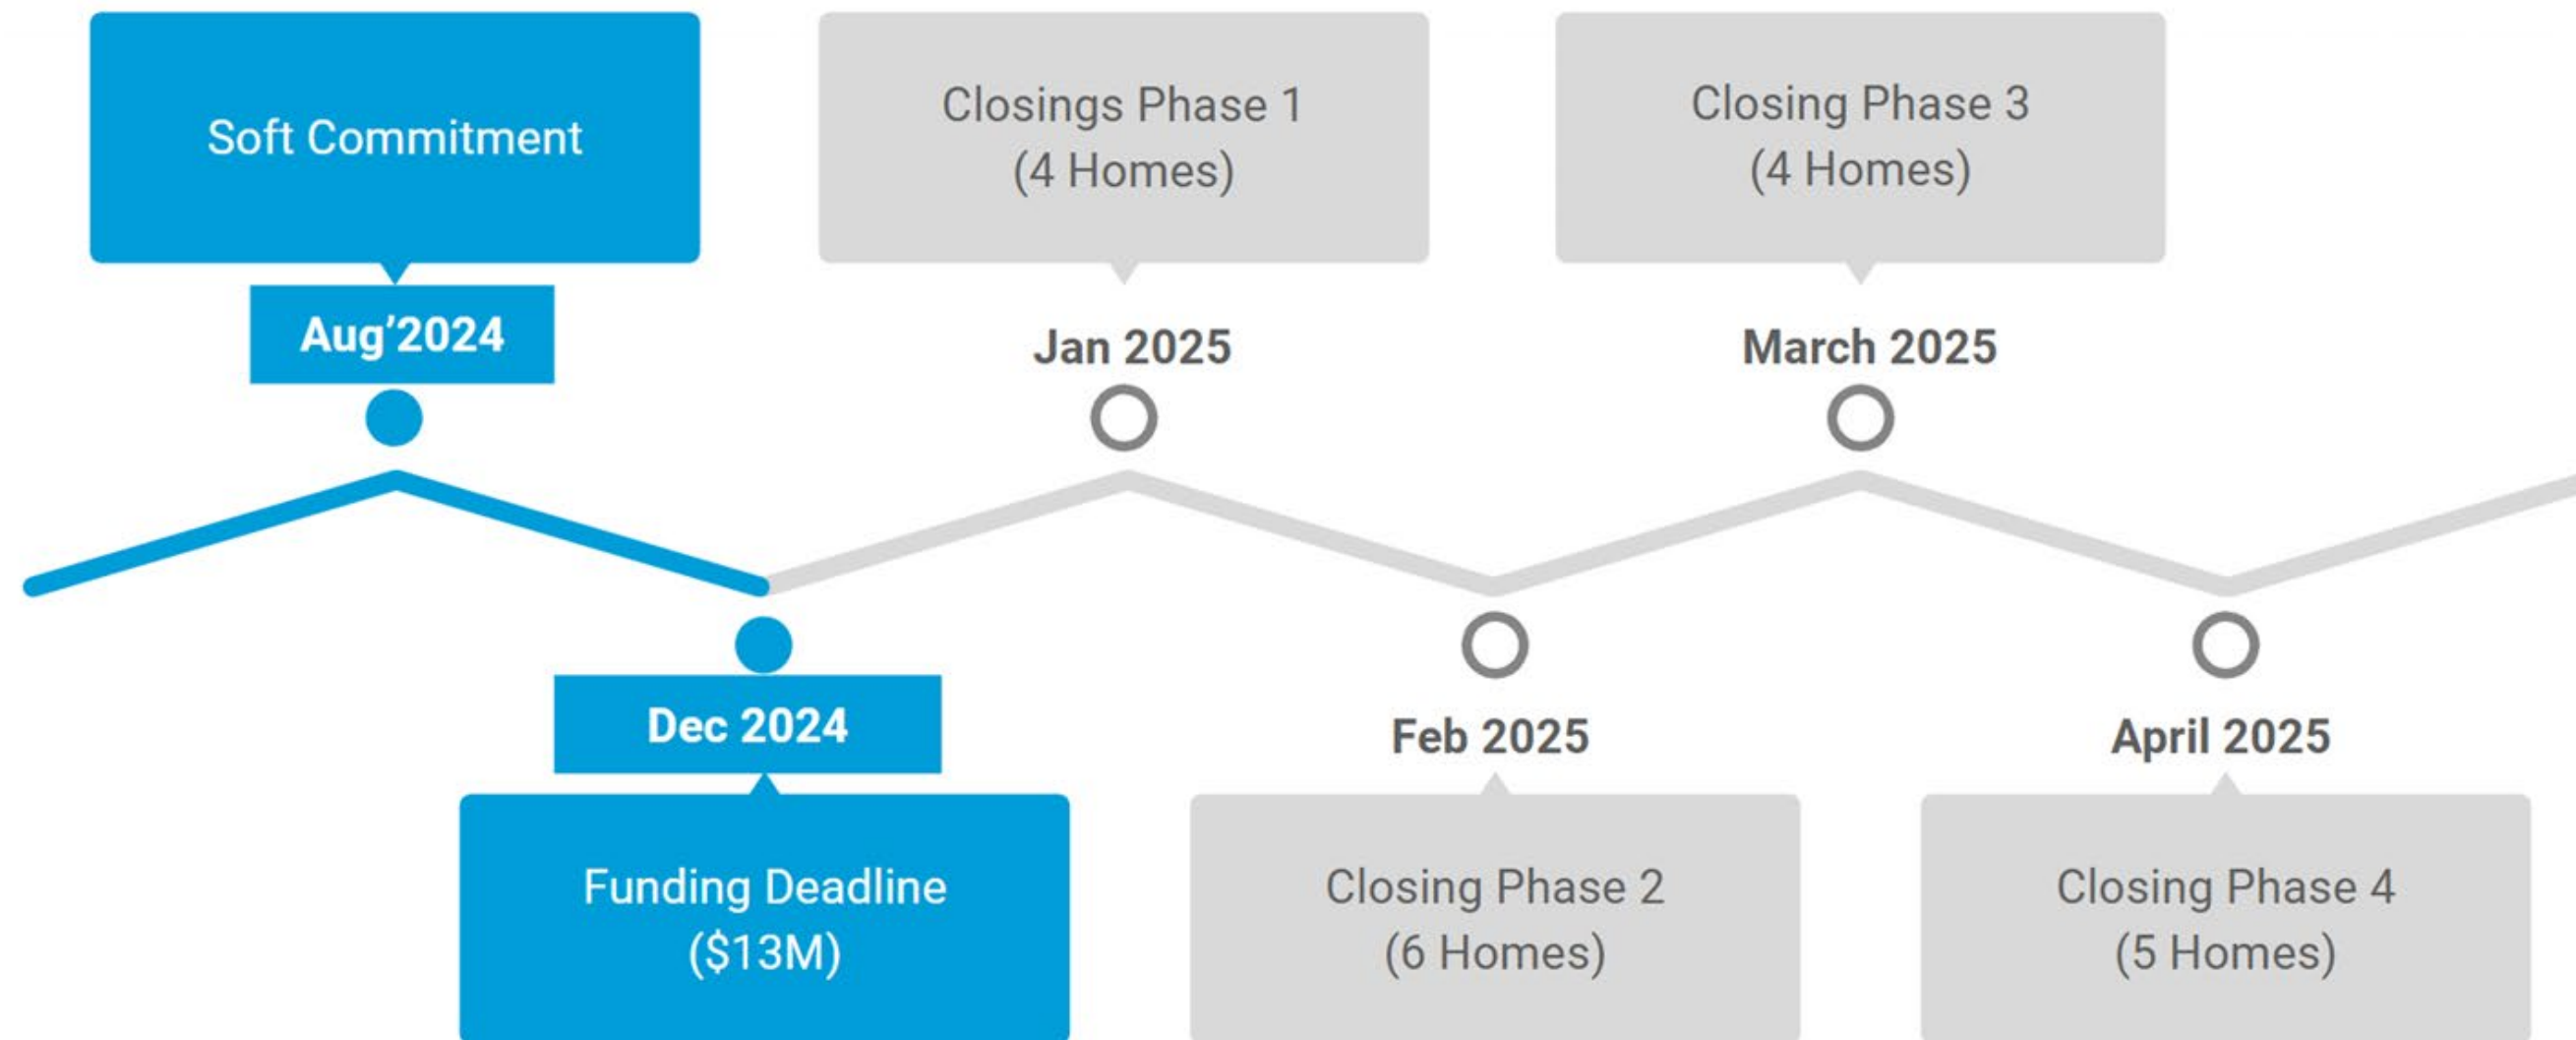 Soft Commitment
Aug’2024
Closings Phase 1
(4 Homes)
Jan 2025
Closing Phase 3
(4 Homes)
March 2025
Dec 2024
Funding Deadline
($13M)
Feb 2025
Closing Phase 2
(6 Homes)
April 2025
Closing Phase 4
(5 Homes)